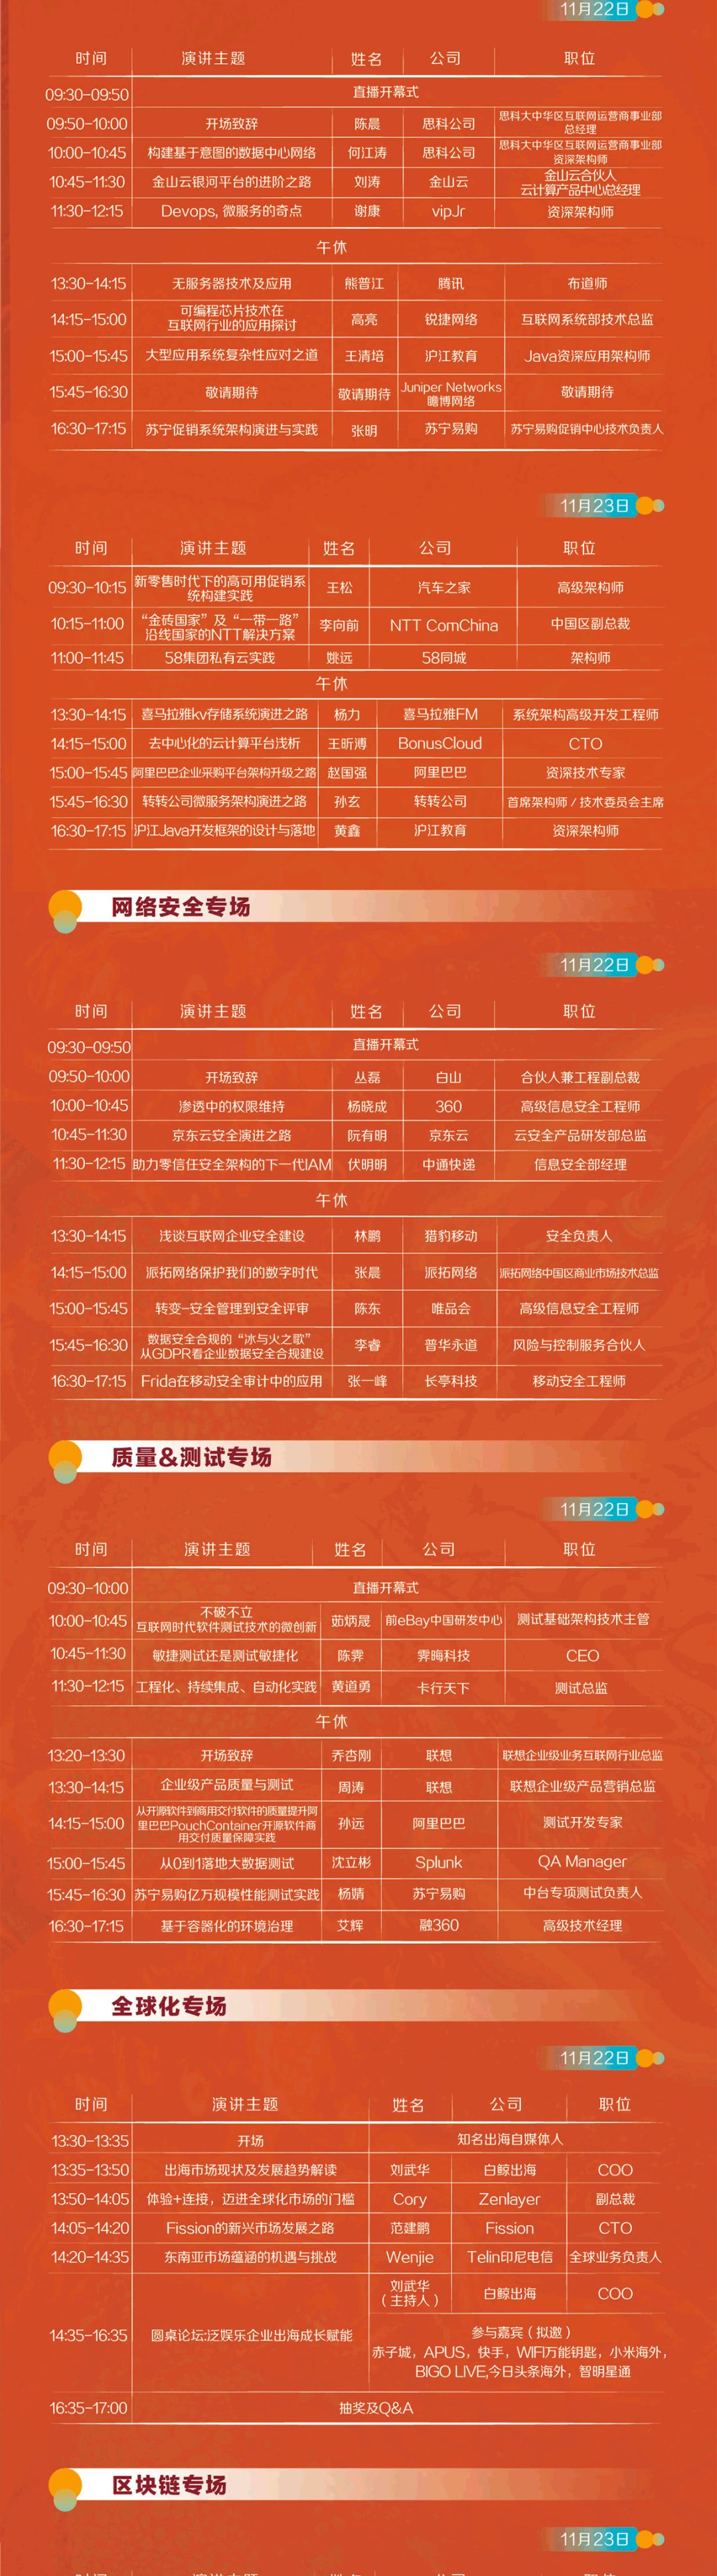 11月22日
时间 演讲主题 姓名 公司 职位
09:30-09:50 直播开幕式
09:50-10:00 开场致辞 陈晨 思科公司 思科大中华区互联网运营商事业部
总经理
10:00-10:45 构建基于意图的数据中心网络 何江涛 思科公司 思科大中华区互联网运营商事业部
资深架构师
10:45-11:30 金山云银河平台的进阶之路 刘涛 金山云 金山云合伙人
云计算产品中心总经理
11:30-12:15 Devops, 微服务的奇点 谢康 vipJr 资深架构师
午休
13:30-14:15 无服务器技术及应用 熊普江 腾讯 布道师
14:15-15:00 可编程芯片技术在
互联网行业的应用探讨 高亮 锐捷网络 互联网系统部技术总监
15:00-15:45 大型应用系统复杂性应对之道 王清培 沪江教育 Java资深应用架构师
15:45-16:30 敬请期待 敬请期待 Juniper Networks
瞻博网络 敬请期待
16:30-17:15 苏宁促销系统架构演进与实践 张明 苏宁易购 苏宁易购促销中心技术负责人
11月23日
时间 演讲主题 姓名 公司 职位
09:30-10:15 新零售时代下的高可用促销系
统构建实践 王松 汽车之家 高级架构师
10:15-11:00 “金砖国家”及“一带一路”
沿线国家的NTT解决方案 李向前 NTT ComChina 中国区副总裁
11:00-11:45 58集团私有云实践 姚远 58同城 架构师
午休
13:30-14:15 喜马拉雅kv存储系统演进之路 杨力 喜马拉雅FM 系统架构高级开发工程师
14:15-15:00 去中心化的云计算平台浅析 王昕溥 BonusCloud CTO
15:00-15:45 阿里巴巴企业采购平台架构升级之路 赵国强 阿里巴巴 资深技术专家
15:45-16:30 转转公司微服务架构演进之路 孙玄 转转公司 首席架构师 / 技术委员会主席
16:30-17:15 沪江Java开发框架的设计与落地 黄鑫 沪江教育 资深架构师
网络安全专场
11月22日
时间 演讲主题 姓名 公司 职位
09:30-09:50 直播开幕式
09:50-10:00 开场致辞 丛磊 白山 合伙人兼工程副总裁
10:00-10:45 渗透中的权限维持 杨晓成 360 高级信息安全工程师
10:45-11:30 京东云安全演进之路 阮有明 京东云 云安全产品研发部总监
11:30-12:15 助力零信任安全架构的下一代IAM 伏明明 中通快递 信息安全部经理
午休
13:30-14:15 浅谈互联网企业安全建设 林鹏 猎豹移动 安全负责人
14:15-15:00 派拓网络保护我们的数字时代 张晨 派拓网络 派拓网络中国区商业市场技术总监
15:00-15:45 转变-安全管理到安全评审 陈东 唯品会 高级信息安全工程师
15:45-16:30 数据安全合规的“冰与火之歌”
从GDPR看企业数据安全合规建设 李睿 普华永道 风险与控制服务合伙人
16:30-17:15 Frida在移动安全审计中的应用 张一峰 长亭科技 移动安全工程师
质量&测试专场
11月22日
时间 演讲主题 姓名 公司 职位
09:30-10:00 直播开幕式
10:00-10:45 不破不立
互联网时代软件测试技术的微创新 茹炳晟 前eBay中国研发中心 测试基础架构技术主管
10:45-11:30 敏捷测试还是测试敏捷化 陈霁 霁晦科技 CEO
11:30-12:15 工程化、持续集成、自动化实践 黄道勇 卡行天下 测试总监
午休
13:20-13:30 开场致辞 乔杏刚 联想 联想企业级业务互联网行业总监
13:30-14:15 企业级产品质量与测试 周涛 联想 联想企业级产品营销总监
14:15-15:00 从开源软件到商用交付软件的质量提升阿
里巴巴PouchContainer开源软件商
用交付质量保障实践 孙远 阿里巴巴 测试开发专家
15:00-15:45 从0到1落地大数据测试 沈立彬 Splunk QA Manager
15:45-16:30 苏宁易购亿万规模性能测试实践 杨婧 苏宁易购 中台专项测试负责人
16:30-17:15 基于容器化的环境治理 艾辉 融360 高级技术经理
全球化专场
11月22日
时间 演讲主题 姓名 公司 职位
13:30-13:35 开场 知名出海自媒体人
13:35-13:50 出海市场现状及发展趋势解读 刘武华 白鲸出海 COO
13:50-14:05 体验+连接，迈进全球化市场的门槛 Cory Zenlayer 副总裁
14:05-14:20 Fission的新兴市场发展之路 范建鹏 Fission CTO
14:20-14:35 东南亚市场蕴涵的机遇与挑战 Wenjie Telin印尼电信 全球业务负责人
刘武华
（主持人） 白鲸出海 COO
14:35-16:35 圆桌论坛:泛娱乐企业出海成长赋能 参与嘉宾（拟邀）
赤子城，APUS，快手，WIFI万能钥匙，小米海外，
BIGO LIVE,今日头条海外，智明星通
16:35-17:00 抽奖及Q&A
区块链专场
11月23日